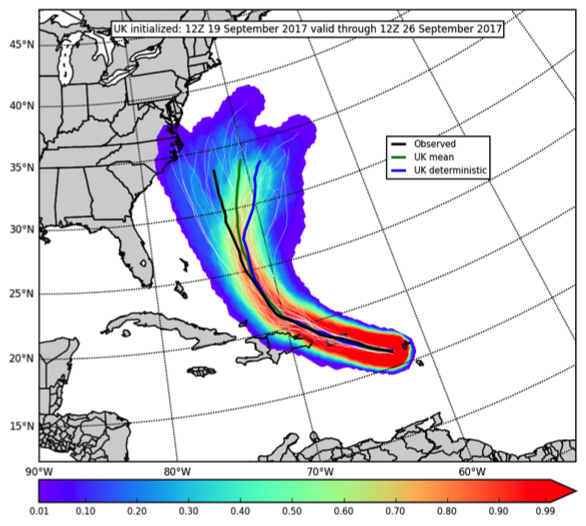 UK initialized: 12Z 19 September 2017 valid through 12Z 26 September 2017
45°N
40°N
Observed
UK mean
UK deterministic
35°N
30°N
25°N
20°N
15°N
90°W 80°W 70°W 60°W
0.01 0.10 0.20 0.30 0.40 0.50 0.60 0.70 0.80 0.90 0.99